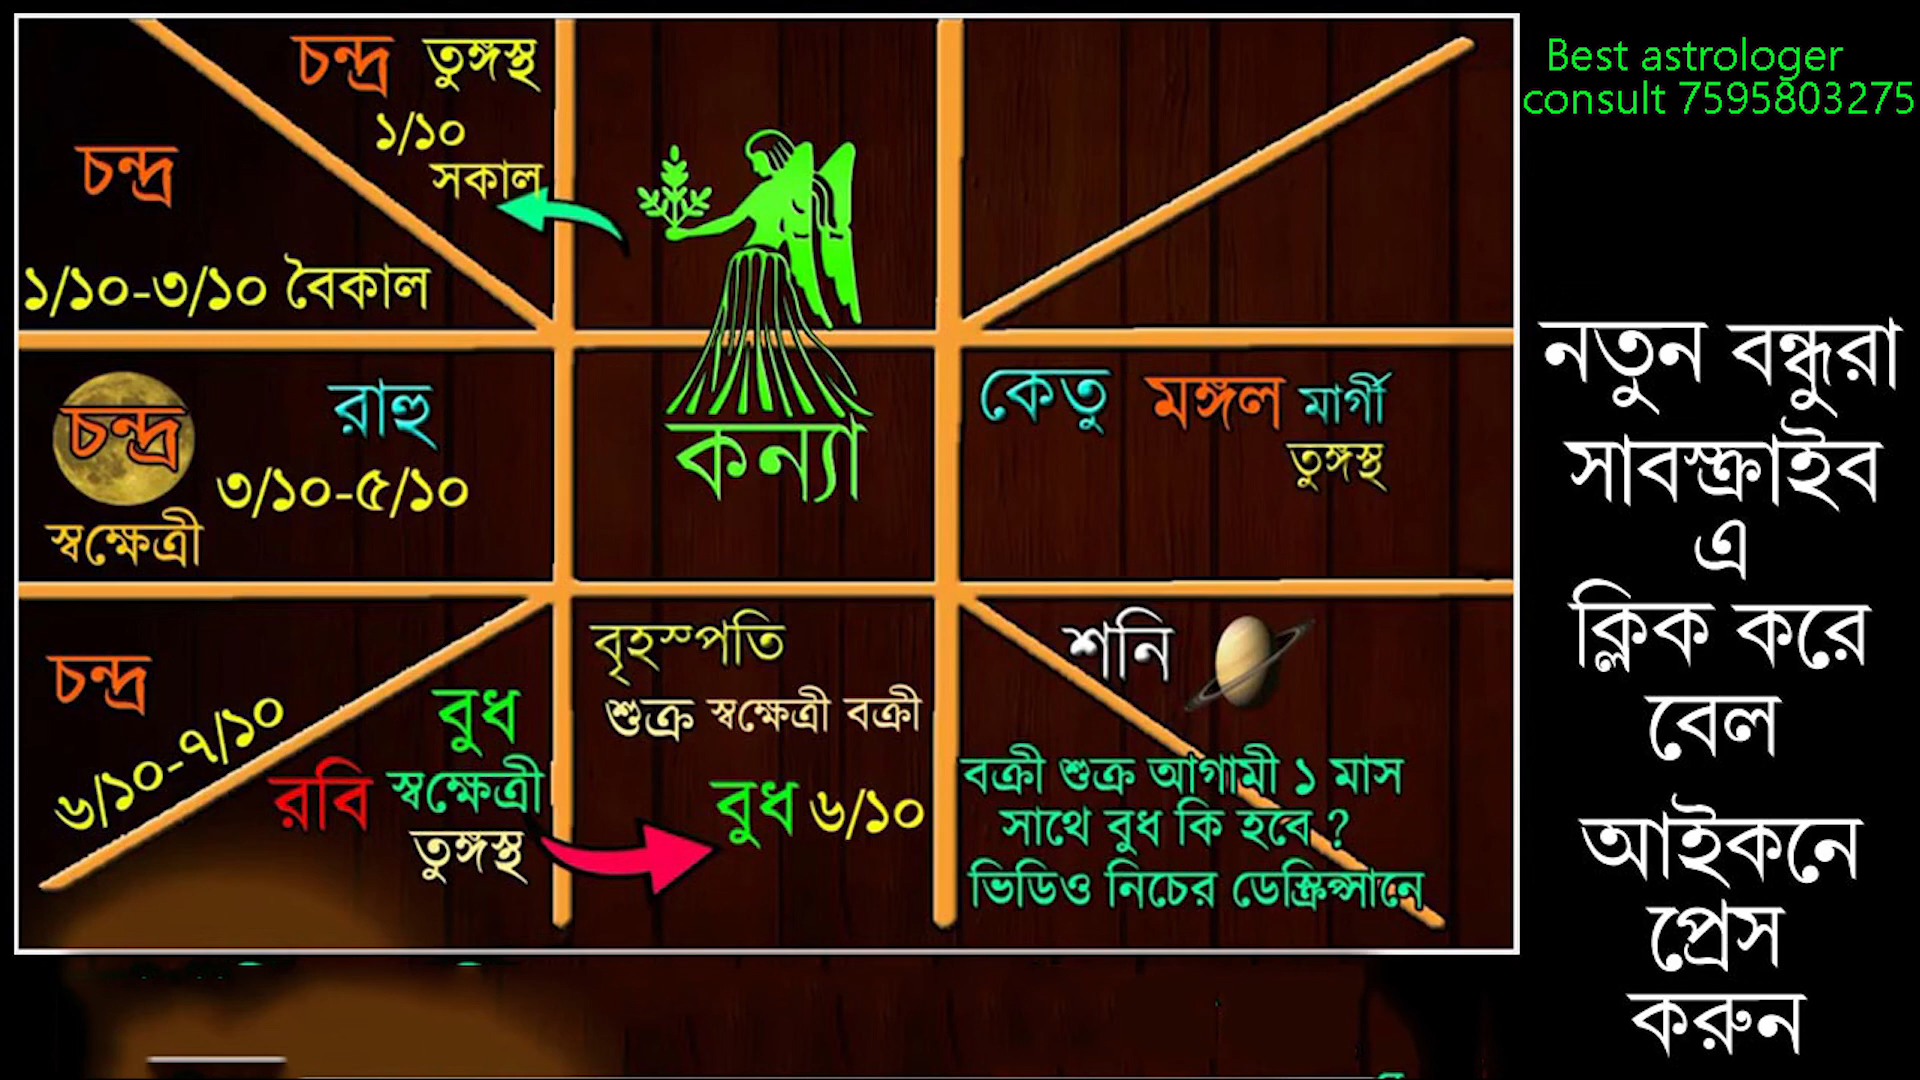 চন্দ্র তুঙ্গস্থ
১/১০
সকাল
চন্দ্র
১/১০-৩/১০ বৈকাল
চন্দ্র
রাহু
৩/১০-৫/১০
স্বক্ষেত্রী
কন্যা
কেতু মঙ্গল মার্গী
তুঙ্গস্থ
চন্দ্র
৬/১০-৭/১০
বুধ
রবি স্বক্ষেত্রী
তুঙ্গস্থ
বৃহস্পতি
শুক্র স্বক্ষেত্রী বক্রী
বুধ ৬/১০
শনি
বক্রী শুক্র আগামী ১ মাস
সাথে বুধ কি হবে ?
ভিডিও নিচের ডেস্ক্রিপ্সানে
Best astrologer
consult 7595803275
নতুন বন্ধুরা
সাবস্ক্রাইব
এ
ক্লিক করে
বেল
আইকনে
প্রেস
করুন